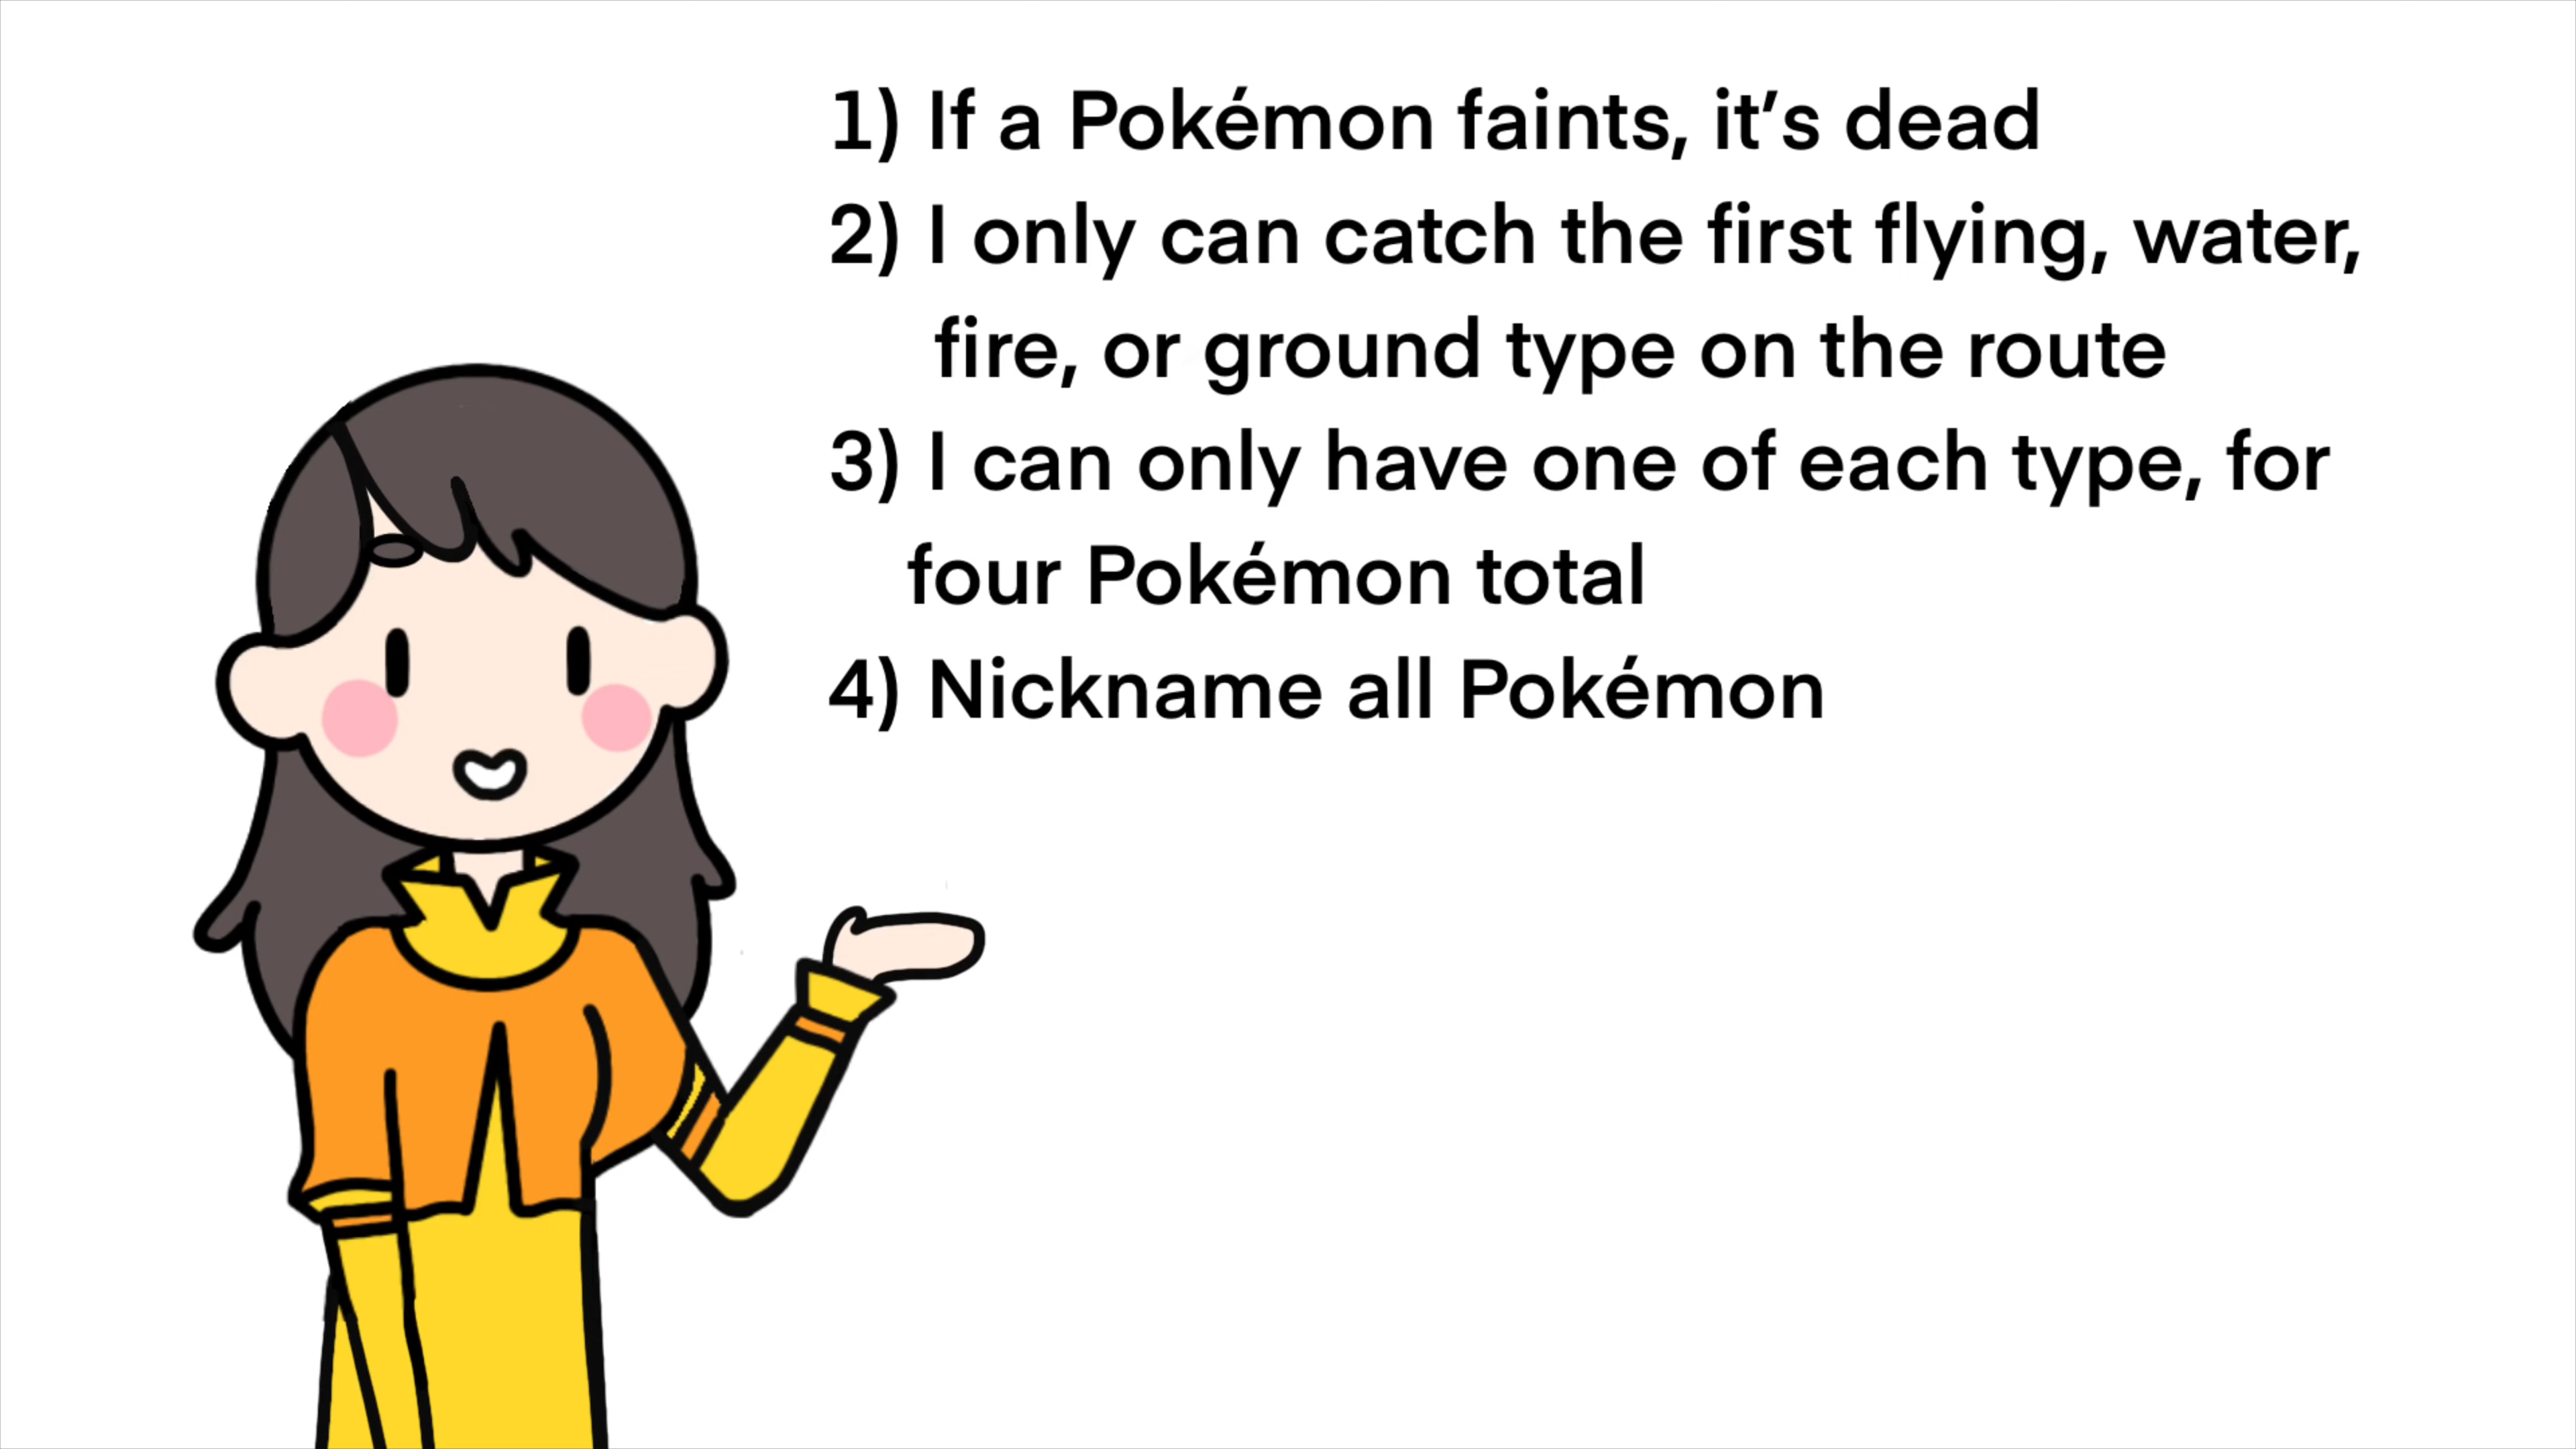 1) If a Pokémon faints, it’s dead
2) I only can catch the first flying, water,
fire, or ground type on the route
3) I can only have one of each type, for
four Pokémon total
4) Nickname all Pokémon